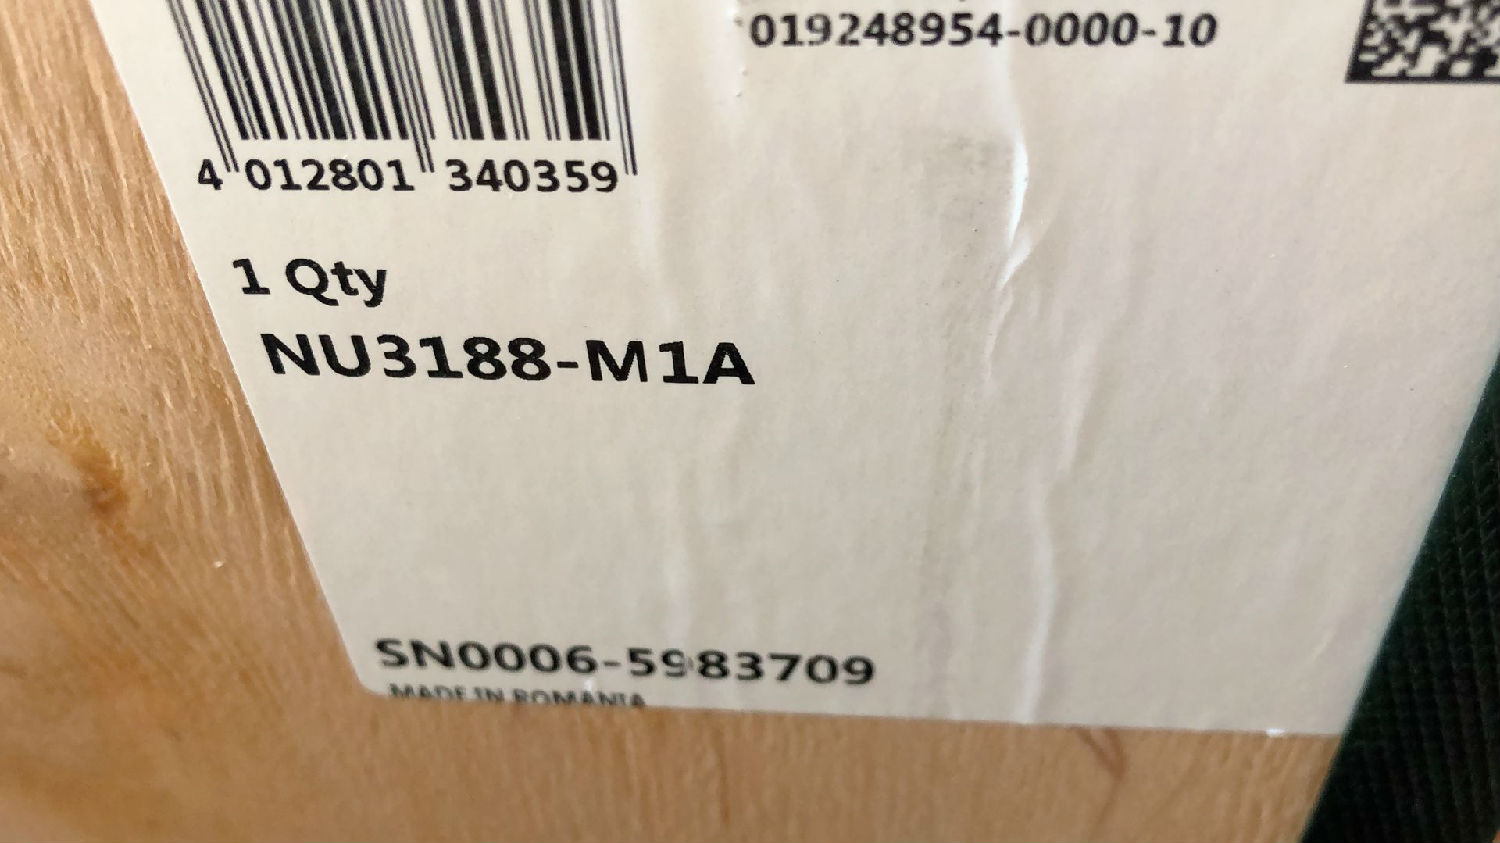 019248954-0000-10
4 012801 340359
1 Qty
NU3188-M1A
SN0006-5983709
MADE IN ROMANIA